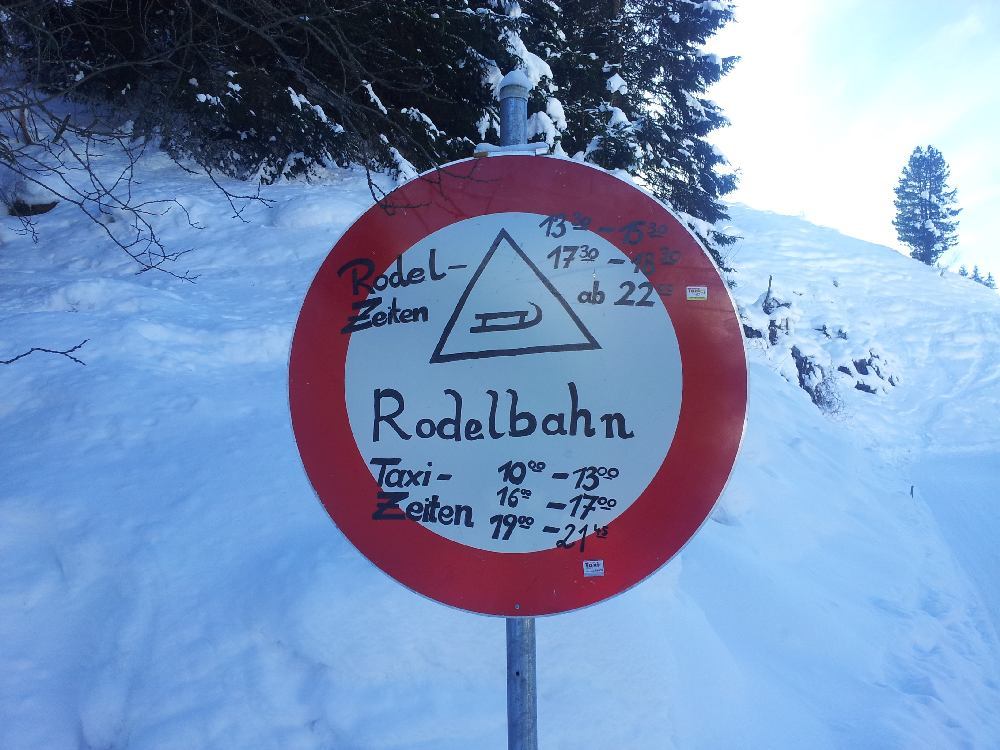 Rodel-
Zeiten
13³⁰ - 15³⁰
17³⁰ - 18³⁰
ab 22⁰⁰
Rodelbahn
Taxi-
Zeiten
10⁰⁰ - 13⁰⁰
16⁰⁰ - 17⁰⁰
19⁰⁰ - 21⁴⁵